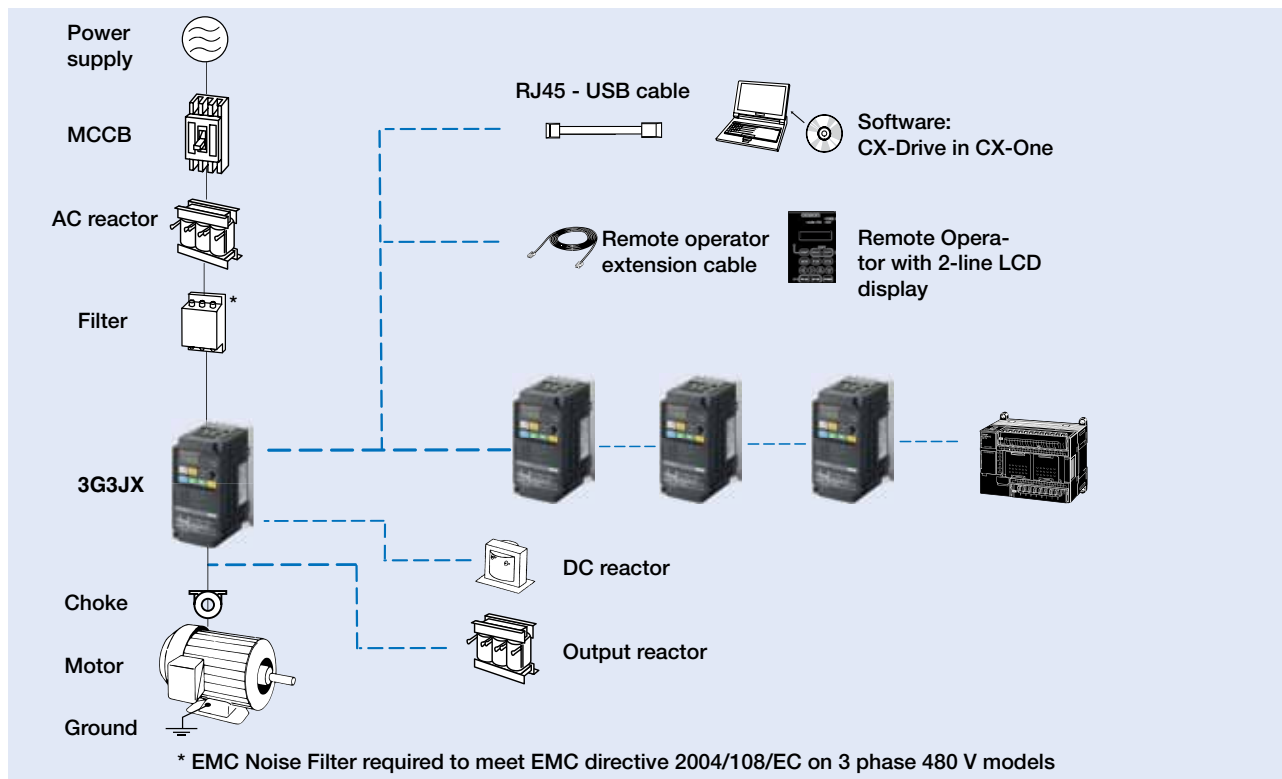 Power
supply
MCCB
AC reactor
*
Filter
3G3JX
Choke
Motor
Ground
RJ45 - USB cable
Software:
CX-Drive in CX-One
Remote operator
extension cable
Remote Opera-
tor with 2-line LCD
display
DC reactor
Output reactor
* EMC Noise Filter required to meet EMC directive 2004/108/EC on 3 phase 480 V models